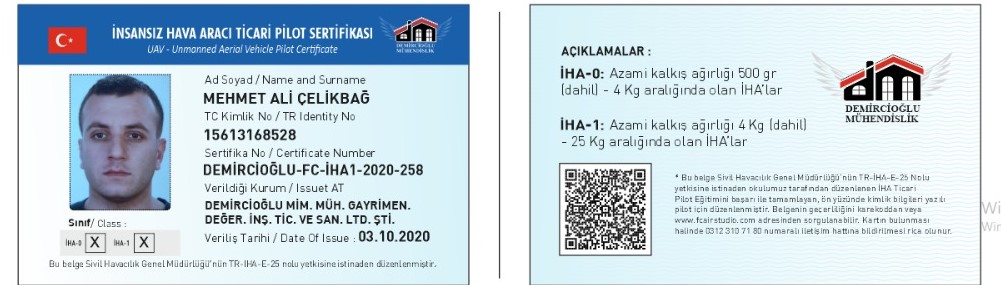 İNSANSIZ HAVA ARACI TİCARİ PİLOT SERTİFİKASI
UAV - Unmanned Aerial Vehicle Pilot Certificate
DEMİRCİOĞLU
MÜHENDİSLİK
Ad Soyad / Name and Surname
MEHMET ALİ ÇELİKBAĞ
TC Kimlik No / TR Identity No
15613168528
Sertifika No / Certificate Number
DEMİRCİOĞLU-FC-İHA1-2020-258
Verildiği Kurum / Issuet AT
DEMİRCİOĞLU MİM. MÜH. GAYRİMEN.
DEĞER. İNŞ. TİC. VE SAN. LTD. ŞTİ.
Veriliş Tarihi / Date Of Issue : 03.10.2020
Sınıf/ Class :
İHA-0 X İHA-1 X
Bu belge Sivil Havacılık Genel Müdürlüğü'nün TR-İHA-E-25 nolu yetkisine istinaden düzenlenmiştir.
AÇIKLAMALAR :
İHA-0: Azami kalkış ağırlığı 500 gr
(dahil) - 4 Kg aralığında olan İHA'lar
İHA-1: Azami kalkış ağırlığı 4 Kg (dahil)
- 25 Kg aralığında olan İHA'lar
DEMİRCİOĞLU
MÜHENDİSLİK
* Bu belge Sivil Havacılık Genel Müdürlüğü'nün TR-İHA-E-25 Nolu
yetkisine istinaden okulumuz tarafından düzenlenen İHA Ticari
Pilot Eğitimini başarı ile tamamlayan, ön yüzünde kimlik bilgileri yazılı
pilot için düzenlenmiştir. Belgenin geçerliliğini karekoddan veya
www.fcairstudio.com adresinden sorgulanabilir. Kartın bulunması
halinde 0312 310 71 80 numaralı iletişim hattına bildirilmesi rica olunur.
Wi
Win